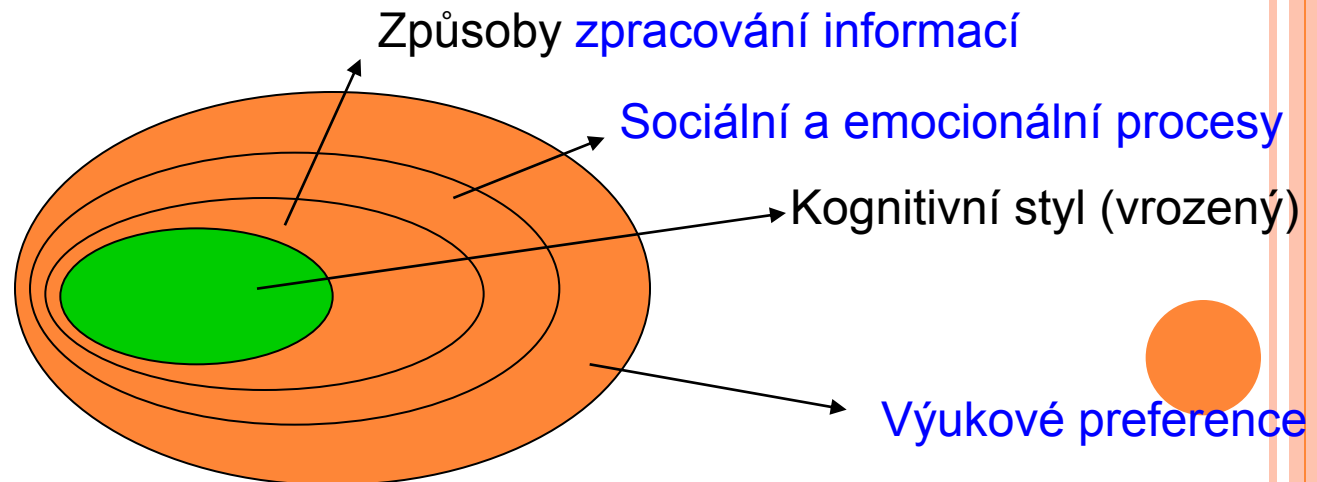 Způsoby zpracování informací
Sociální a emocionální procesy
Kognitivní styl (vrozený)
Výukové preference